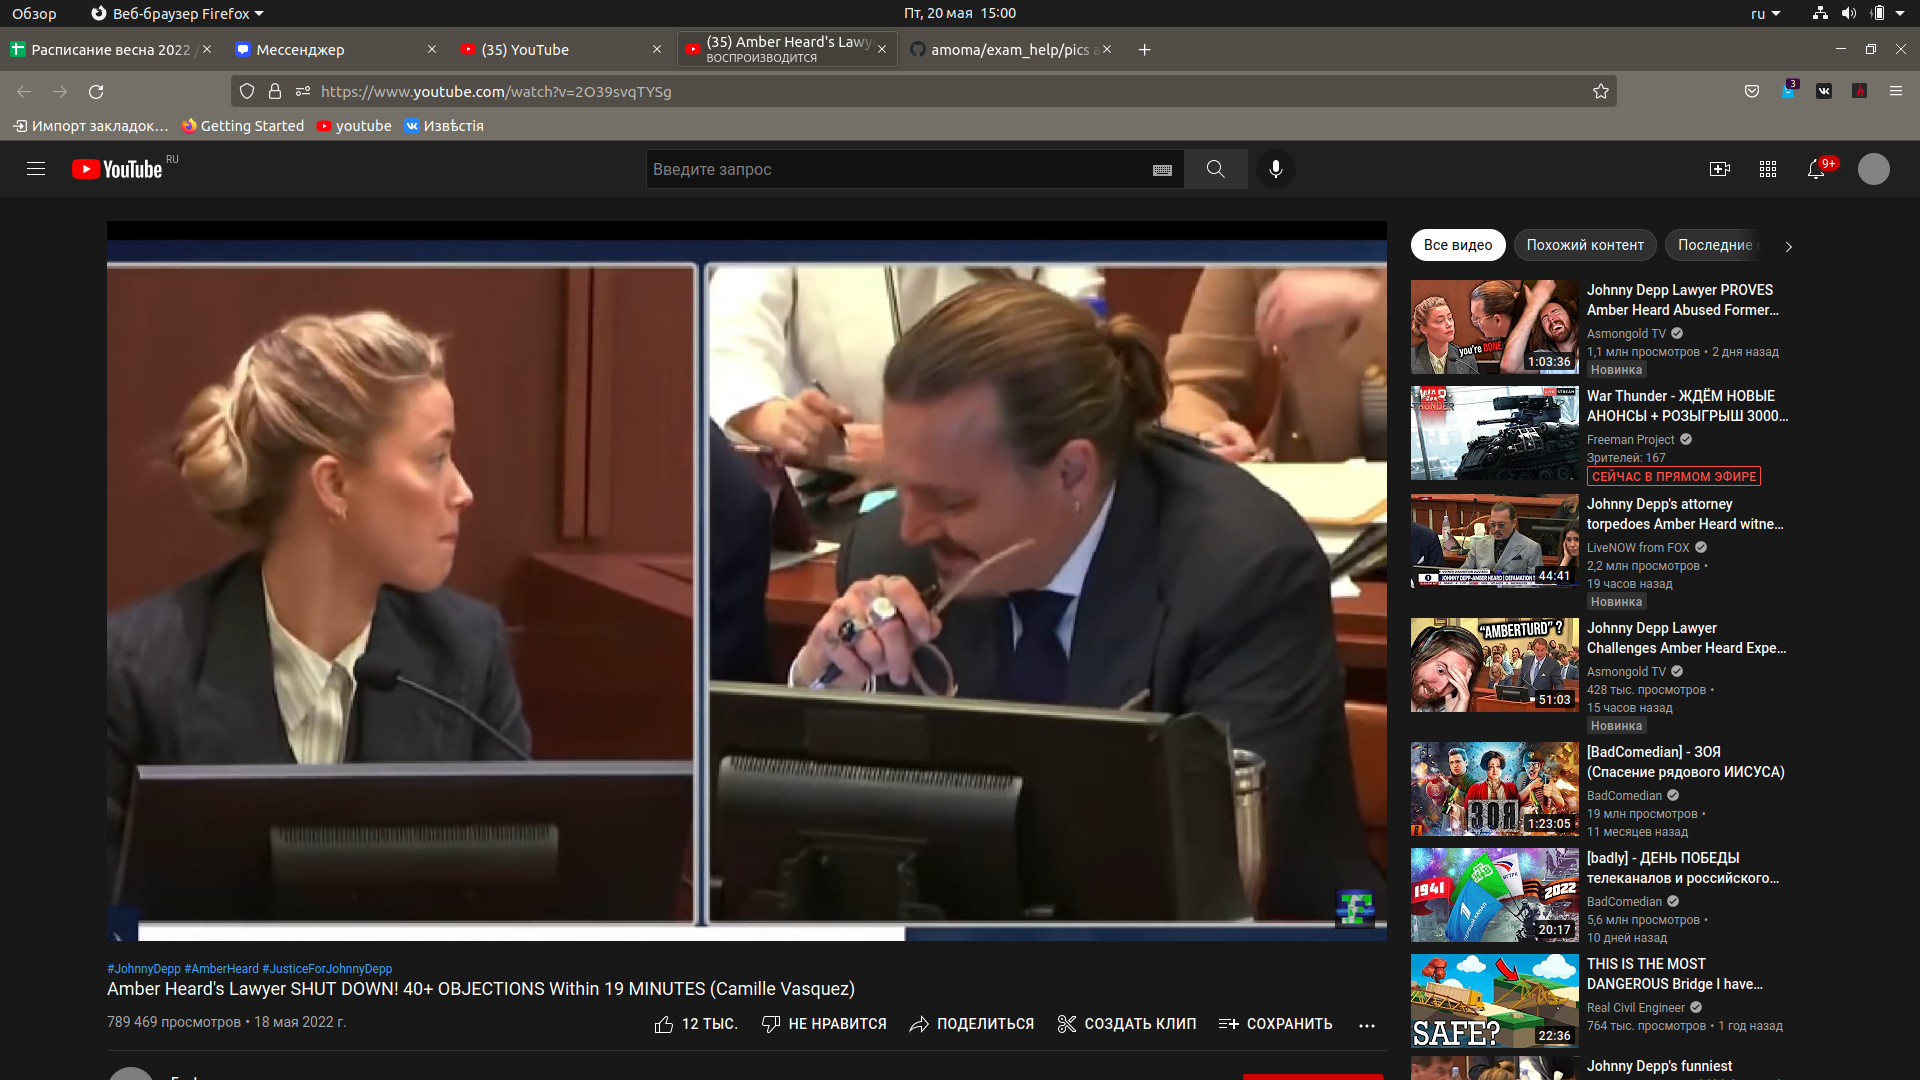 Обзор
Веб-браузер Firefox
Пт, 20 мая 15:00
ru
Расписание весна 2022
Мессенджер
(35) YouTube
(35) Amber Heard's Lawy
ВОСПРОИЗВОДИТСЯ
amoma/exam_help/pics
https://www.youtube.com/watch?v=2O39svqTYSg
3
Импорт закладок…
Getting Started
youtube
Извѣстія
YouTube RU
Введите запрос
9+
Все видео
Похожий контент
Последние
you're DONE
1:03:36
Johnny Depp Lawyer PROVES
Amber Heard Abused Former…
Asmongold TV
1,1 млн просмотров • 2 дня назад
Новинка
War Thunder - ЖДЁМ НОВЫЕ
АНОНСЫ + РОЗЫГРЫШ 3000…
Freeman Project
Зрителей: 167
СЕЙЧАС В ПРЯМОМ ЭФИРЕ
44:41
Johnny Depp's attorney
torpedoes Amber Heard witne…
LiveNOW from FOX
2,2 млн просмотров •
19 часов назад
Новинка
"AMBERTURD"?
51:03
Johnny Depp Lawyer
Challenges Amber Heard Expe…
Asmongold TV
428 тыс. просмотров •
15 часов назад
Новинка
ЗОЯ
1:23:05
[BadComedian] - ЗОЯ
(Спасение рядового ИИСУСА)
BadComedian
19 млн просмотров •
11 месяцев назад
1941
2022
20:17
[badly] - ДЕНЬ ПОБЕДЫ
телеканалов и российского…
BadComedian
5,6 млн просмотров •
10 дней назад
SAFE?
22:36
THIS IS THE MOST
DANGEROUS Bridge I have…
Real Civil Engineer
764 тыс. просмотров • 1 год назад
Johnny Depp's funniest
#JohnnyDepp #AmberHeard #JusticeForJohnnyDepp
Amber Heard's Lawyer SHUT DOWN! 40+ OBJECTIONS Within 19 MINUTES (Camille Vasquez)
789 469 просмотров • 18 мая 2022 г.
12 ТЫС.
НЕ НРАВИТСЯ
ПОДЕЛИТЬСЯ
СОЗДАТЬ КЛИП
СОХРАНИТЬ